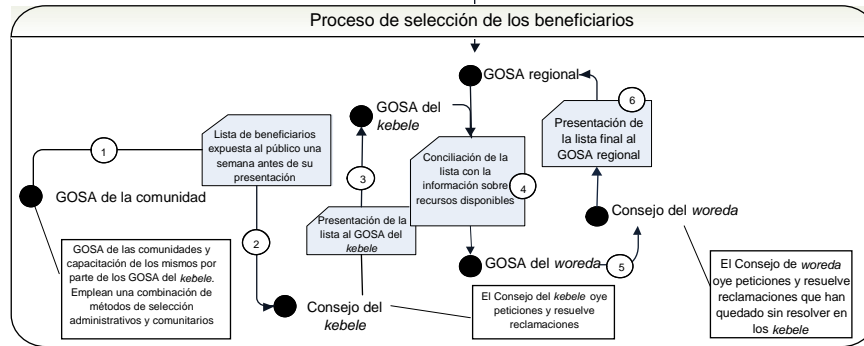 Proceso de selección de los beneficiarios
GOSA regional
GOSA del
kebele
6
Lista de beneficiarios
expuesta al público una
semana antes de su
presentación
Presentación de
la lista final al
GOSA regional
1
Conciliación de la
lista con la
información sobre
recursos disponibles
3
4
GOSA de la comunidad
Presentación de la
lista al GOSA del
kebele
Consejo del woreda
2
GOSA de las comunidades y
capacitación de los mismos por
parte de los GOSA del kebele.
Emplean una combinación de
métodos de selección
administrativos y comunitarios
GOSA del woreda
5
Consejo del
kebele
El Consejo del kebele oye
peticiones y resuelve
reclamaciones
El Consejo de woreda
oye peticiones y resuelve
reclamaciones que han
quedado sin resolver en
los kebele